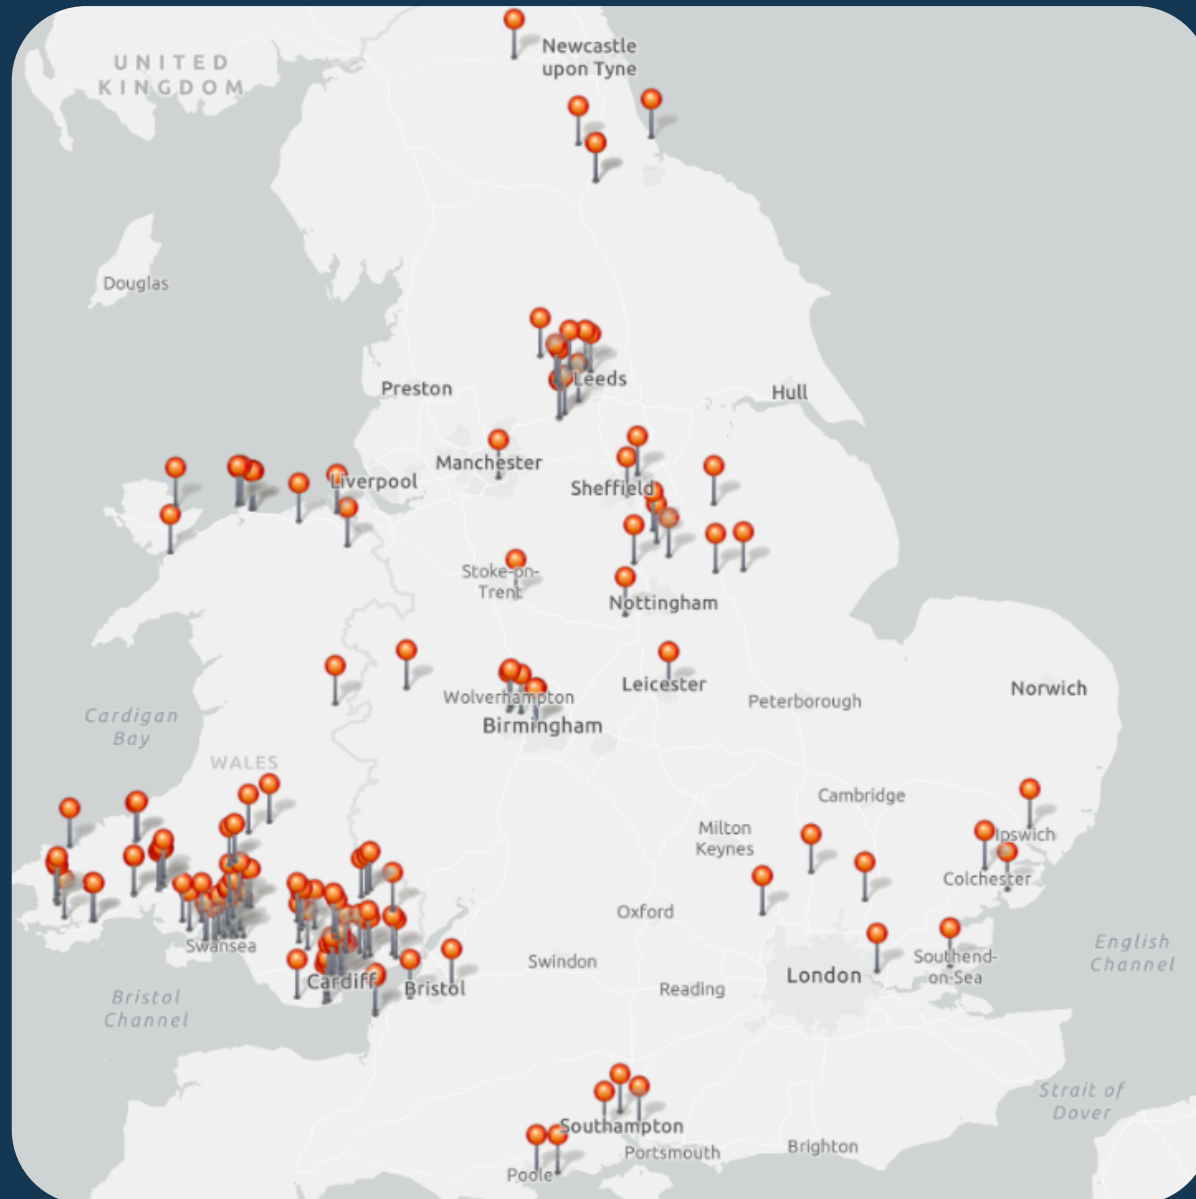 Newcastle
upon Tyne
UNITED
KINGDOM
Douglas
Leeds
Preston
Hull
Manchester
Liverpool
Sheffield
Stoke-on-
Trent
Nottingham
Leicester
Wolverhampton
Birmingham
Peterborough
Norwich
Cardigan
Bay
WALES
Cambridge
Milton
Keynes
Ipswich
Colchester
Oxford
Swansea
Swindon
Cardiff
Bristol
Reading
London
Southend-
on-Sea
English
Channel
Bristol
Channel
Strait of
Dover
Southampton
Portsmouth
Brighton
Poole